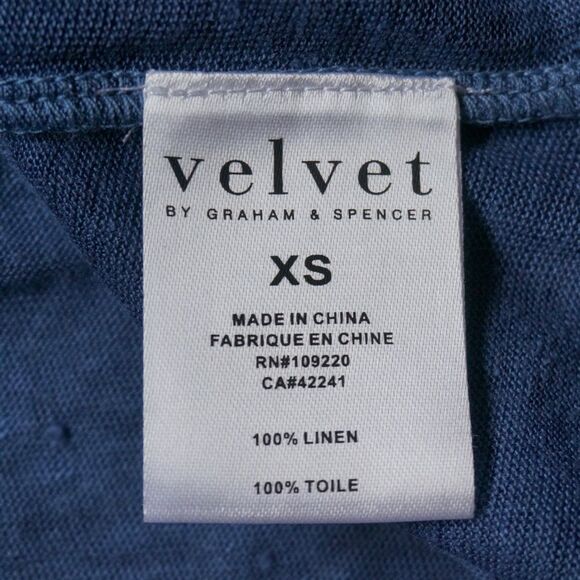 velvet
BY GRAHAM & SPENCER
XS
MADE IN CHINA
FABRIQUE EN CHINE
RN#109220
CA#42241
100% LINEN
100% TOILE